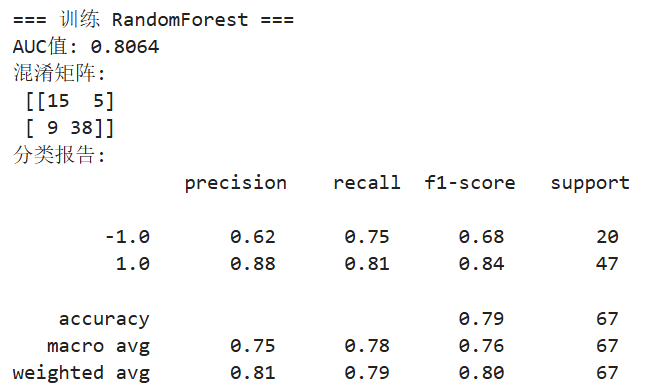 === 训练 RandomForest ===
AUC值: 0.8064
混淆矩阵:
[[15  5]
[ 9 38]]
分类报告:
precision    recall  f1-score   support
-1.0       0.62      0.75      0.68        20
1.0       0.88      0.81      0.84        47
accuracy                           0.79        67
macro avg       0.75      0.78      0.76        67
weighted avg       0.81      0.79      0.80        67